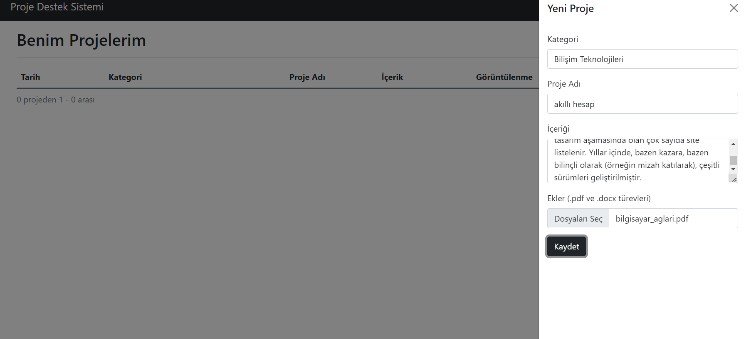 Proje Destek Sistemi
Benim Projelerim
Tarih Kategori Proje Adı İçerik Görüntülenme
0 projeden 1 - 0 arası
Yeni Proje
Kategori
Bilişim Teknolojileri
Proje Adı
akıllı hesap
İçeriği
tasarım aşamasında olan çok sayıda site
listelenir. Yıllar içinde, bazen kazara, bazen
bilinçli olarak (örneğin mizah katılarak), çeşitli
sürümleri geliştirilmiştir.
Ekler (.pdf ve .docx türevleri)
Dosyaları Seç bilgisayar_aglari.pdf
Kaydet